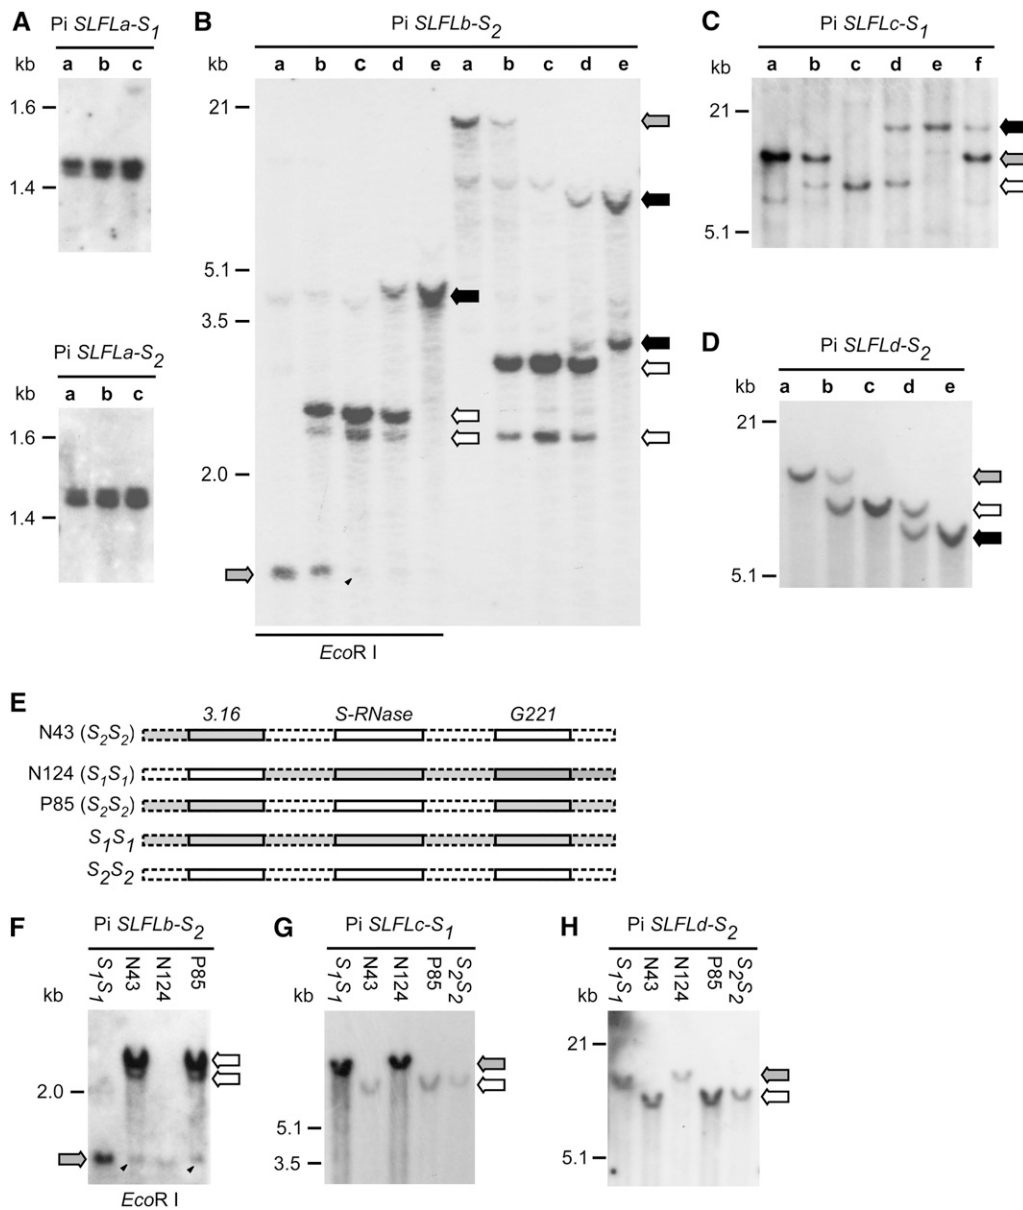 A
Pi SLFLa-S1
kb
a b c
1.6
1.4
Pi SLFLa-S2
kb
a b c
1.6
1.4
B
Pi SLFLb-S2
kb
a b c d e a b c d e
21
5.1
3.5
2.0
EcoR I
C
Pi SLFLc-S1
kb
a b c d e f
21
5.1
D
Pi SLFLd-S2
kb
a b c d e
21
5.1
E
3.16 S-RNase G221
N43 (S2S2)
N124 (S1S1)
P85 (S2S2)
S1S1
S2S2
F
Pi SLFLb-S2
kb
S1S1 N43 N124 P85
2.0
EcoR I
G
Pi SLFLc-S1
kb
S1S1 N43 N124 P85 S2S2
5.1
3.5
H
Pi SLFLd-S2
kb
S1S1 N43 N124 P85 S2S2
21
5.1